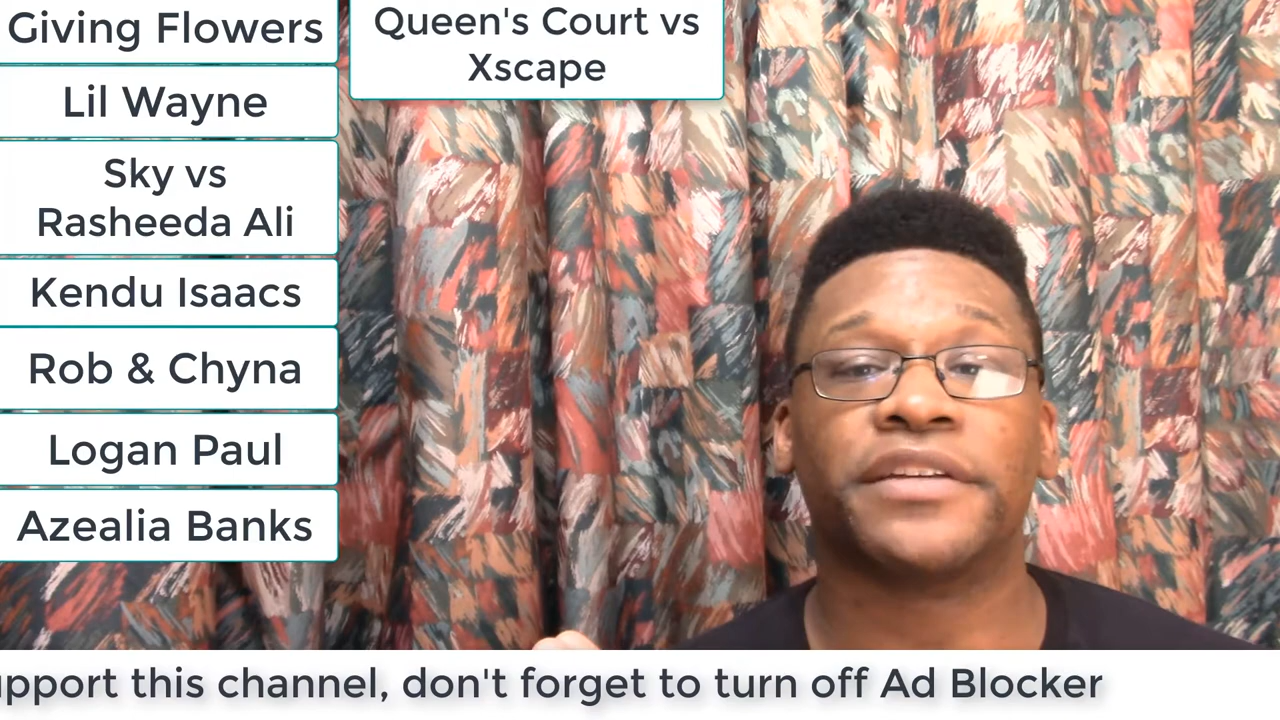 Giving Flowers
Lil Wayne
Sky vs
Rasheeda Ali
Kendu Isaacs
Rob & Chyna
Logan Paul
Azealia Banks
Queen's Court vs
Xscape
this channel, don't forget to turn off Ad Blocker